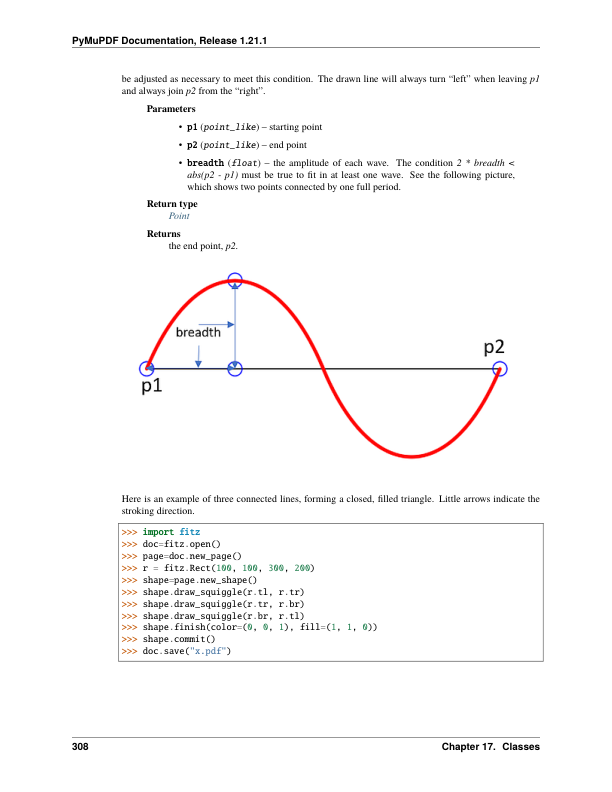 PyMuPDF Documentation, Release 1.21.1
be adjusted as necessary to meet this condition. The drawn line will always turn “left” when leaving p1
and always join p2 from the “right”.
Parameters
• p1 (point_like) – starting point
• p2 (point_like) – end point
• breadth (float) – the amplitude of each wave. The condition 2 * breadth <
abs(p2 - p1) must be true to fit in at least one wave. See the following picture,
which shows two points connected by one full period.
Return type
Point
Returns
the end point, p2.
breadth
p2
p1
Here is an example of three connected lines, forming a closed, filled triangle. Little arrows indicate the
stroking direction.
>>> import fitz
>>> doc=fitz.open()
>>> page=doc.new_page()
>>> r = fitz.Rect(100, 100, 300, 200)
>>> shape=page.new_shape()
>>> shape.draw_squiggle(r.tl, r.tr)
>>> shape.draw_squiggle(r.tr, r.br)
>>> shape.draw_squiggle(r.br, r.tl)
>>> shape.finish(color=(0, 0, 1), fill=(1, 1, 0))
>>> shape.commit()
>>> doc.save("x.pdf")
308
Chapter 17. Classes